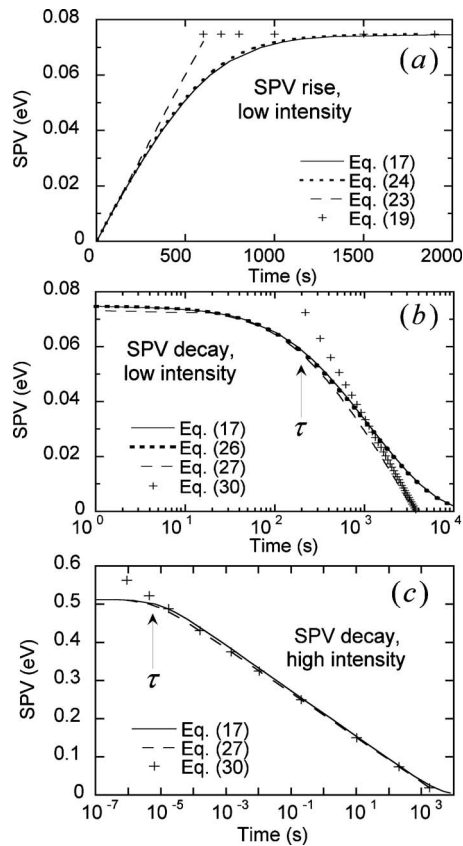 0.08
0.06
0.04
0.02
0
SPV (eV)
(a)
SPV rise,
low intensity
Eq. (17)
Eq. (24)
Eq. (23)
Eq. (19)
0 500 1000 1500 2000
Time (s)
0.08
0.06
0.04
0.02
0
SPV (eV)
(b)
SPV decay,
low intensity
τ
Eq. (17)
Eq. (26)
Eq. (27)
Eq. (30)
10^0 10^1 10^2 10^3 10^4
Time (s)
0.6
0.5
0.4
0.3
0.2
0.1
0
SPV (eV)
(c)
SPV decay,
high intensity
τ
Eq. (17)
Eq. (27)
Eq. (30)
10^-7 10^-5 10^-3 10^-1 10^1 10^3
Time (s)